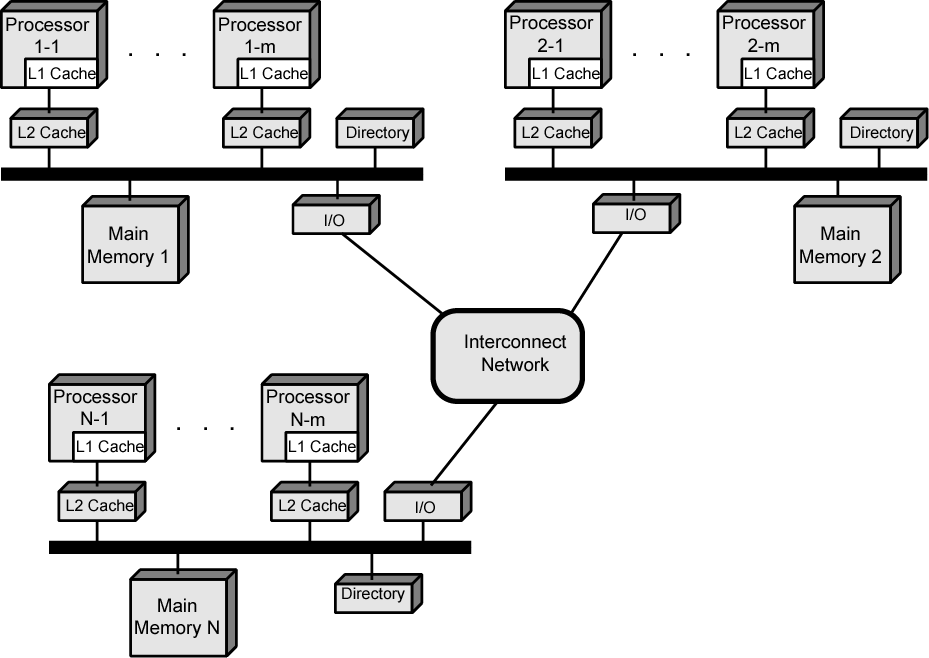 Processor
1-1
L1 Cache
. . .
Processor
1-m
L1 Cache
L2 Cache
L2 Cache
Directory
Main
Memory 1
I/O
Processor
2-1
L1 Cache
. . .
Processor
2-m
L1 Cache
L2 Cache
L2 Cache
Directory
I/O
Main
Memory 2
Interconnect
Network
Processor
N-1
L1 Cache
. . .
Processor
N-m
L1 Cache
L2 Cache
L2 Cache
I/O
Main
Memory N
Directory